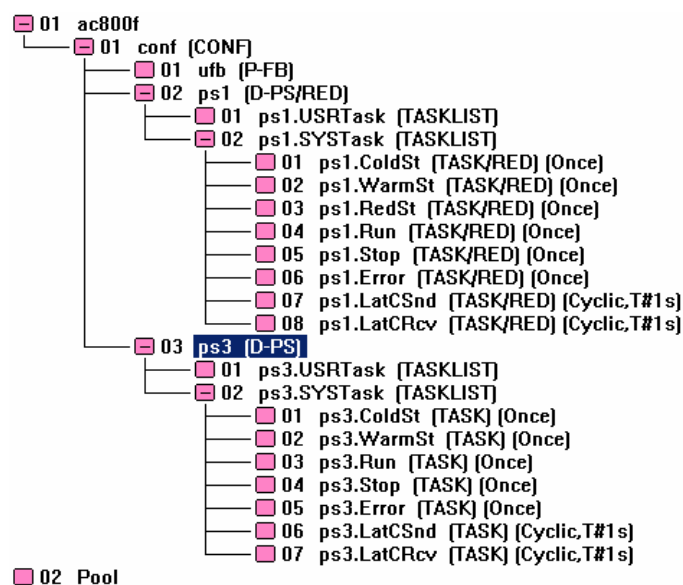 01 ac800f
01 conf (CONF)
01 ufb (P-FB)
02 ps1 (D-PS/RED)
01 ps1.USRTask (TASKLIST)
02 ps1.SYSTask (TASKLIST)
01 ps1.ColdSt (TASK/RED) (Once)
02 ps1.WarmSt (TASK/RED) (Once)
03 ps1.RedSt (TASK/RED) (Once)
04 ps1.Run (TASK/RED) (Once)
05 ps1.Stop (TASK/RED) (Once)
06 ps1.Error (TASK/RED) (Once)
07 ps1.LatCSnd (TASK/RED) (Cyclic,T#1s)
08 ps1.LatCRcv (TASK/RED) (Cyclic,T#1s)
03 ps3 (D-PS)
01 ps3.USRTask (TASKLIST)
02 ps3.SYSTask (TASKLIST)
01 ps3.ColdSt (TASK) (Once)
02 ps3.WarmSt (TASK) (Once)
03 ps3.Run (TASK) (Once)
04 ps3.Stop (TASK) (Once)
05 ps3.Error (TASK) (Once)
06 ps3.LatCSnd (TASK) (Cyclic,T#1s)
07 ps3.LatCRcv (TASK) (Cyclic,T#1s)
02 Pool